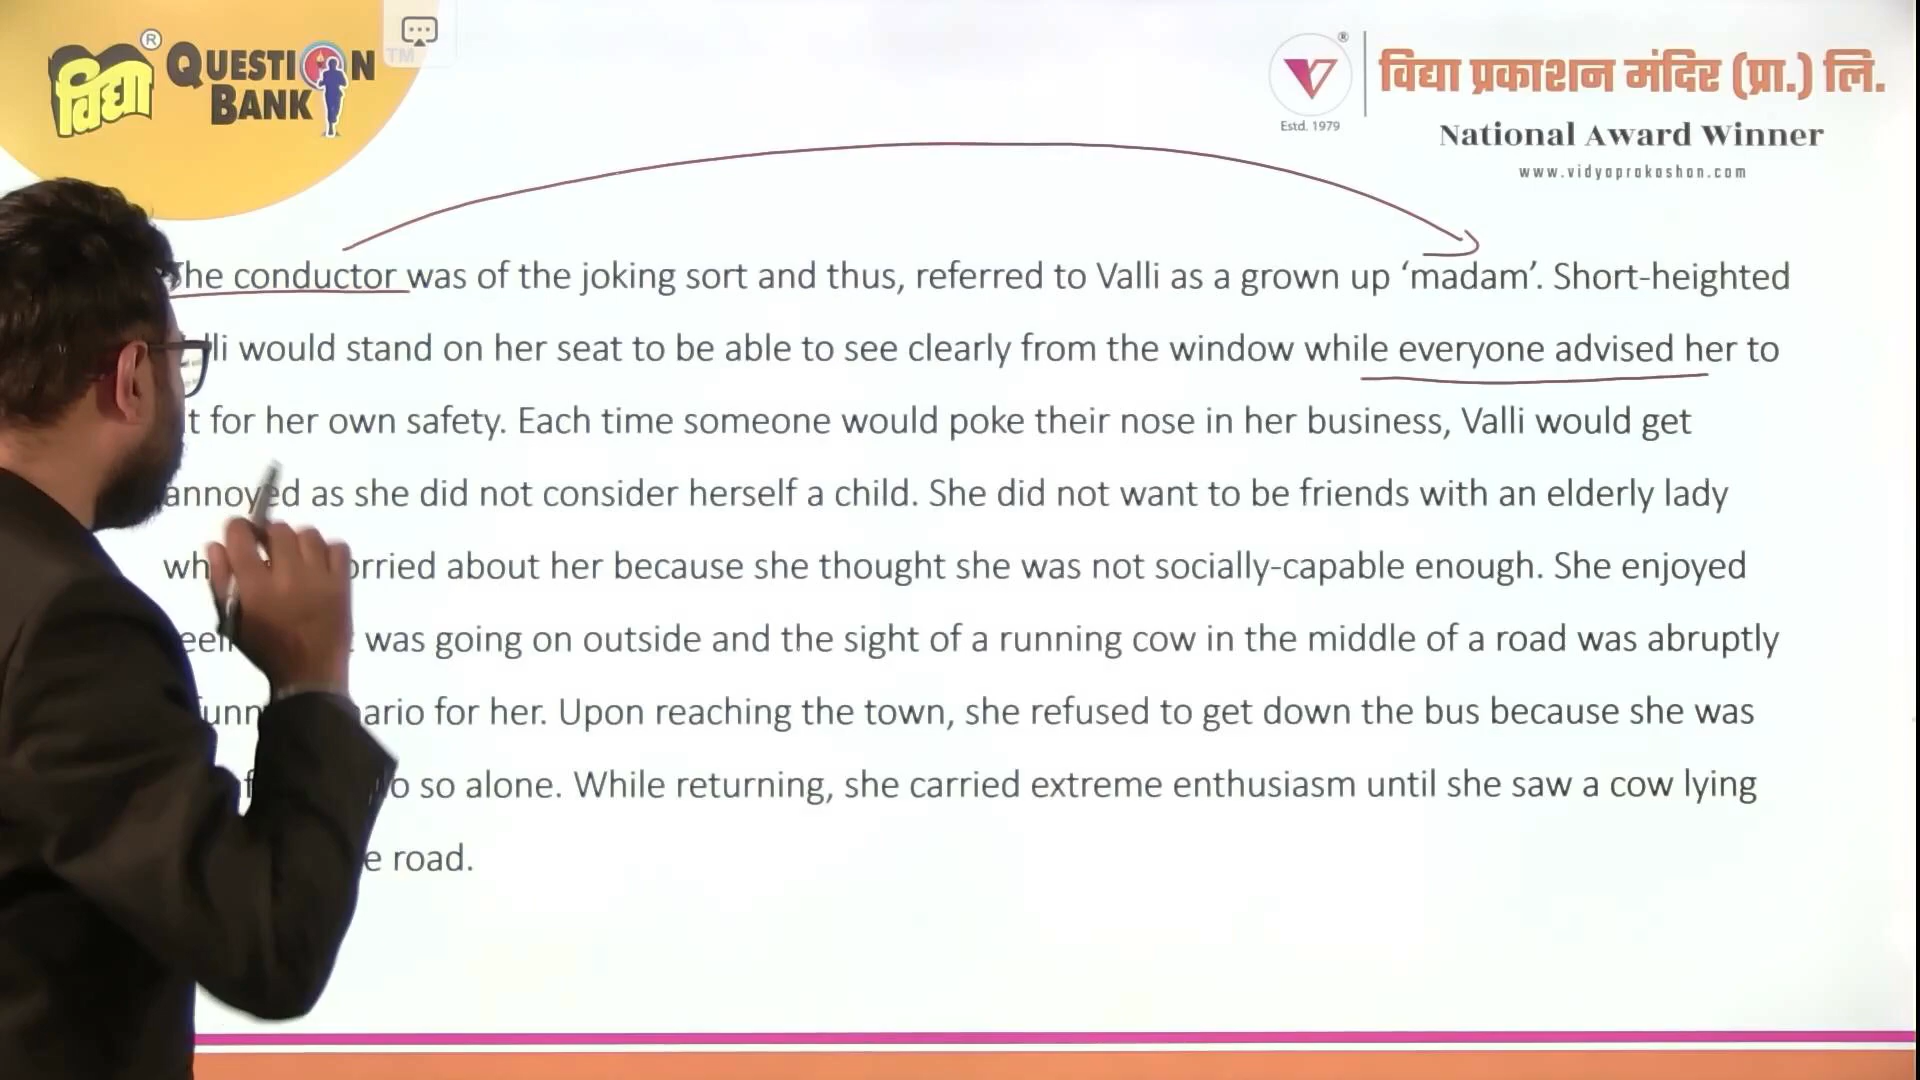 विद्या ® QUESTION BANK TM
®
विद्या प्रकाशन मंदिर (प्रा.) लि.
Estd. 1979
National Award Winner
www.vidyaprakashan.com
The conductor was of the joking sort and thus, referred to Valli as a grown up ‘madam’. Short-heighted
would stand on her seat to be able to see clearly from the window while everyone advised her to
for her own safety. Each time someone would poke their nose in her business, Valli would get
annoyed as she did not consider herself a child. She did not want to be friends with an elderly lady
about her because she thought she was not socially-capable enough. She enjoyed
was going on outside and the sight of a running cow in the middle of a road was abruptly
for her. Upon reaching the town, she refused to get down the bus because she was
so alone. While returning, she carried extreme enthusiasm until she saw a cow lying
road.